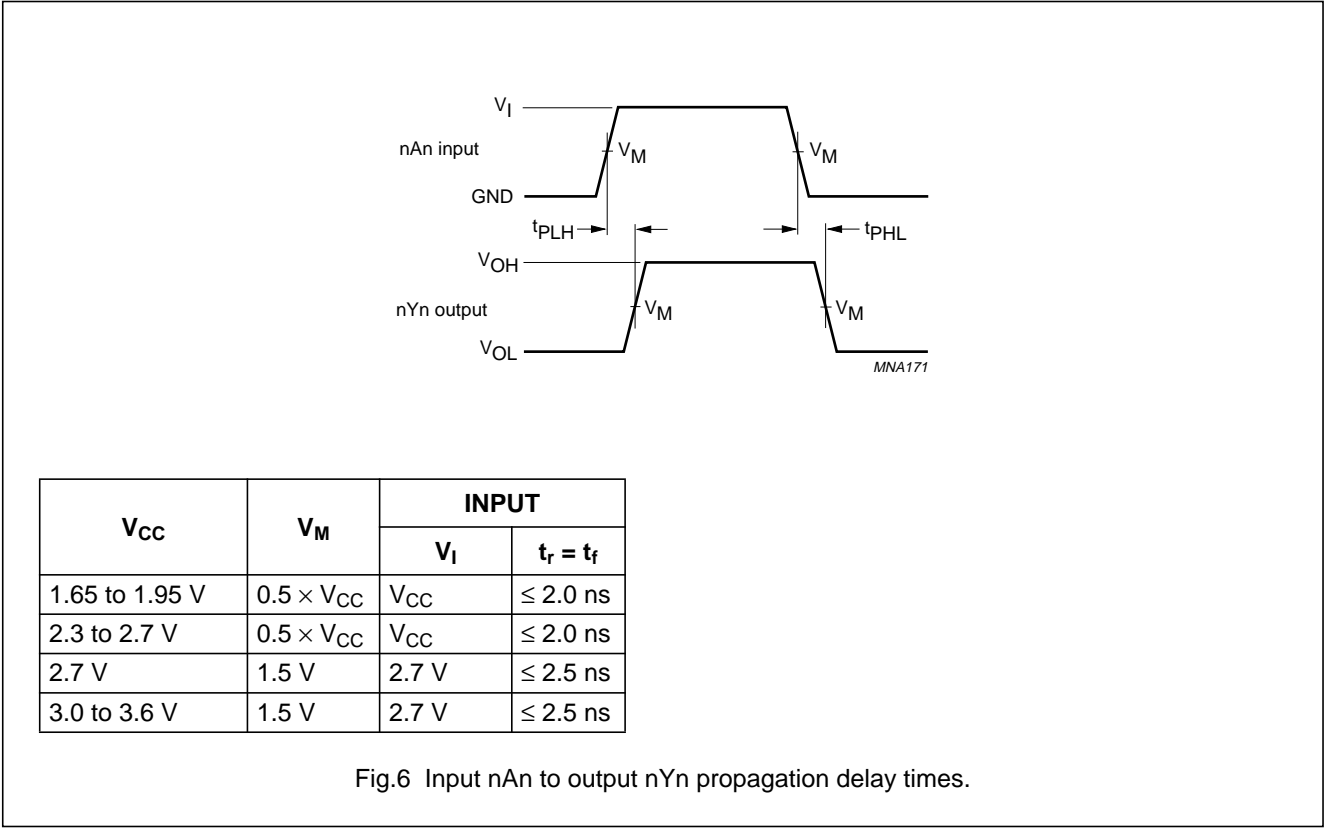 V_I
nAn input
V_M
V_M
GND
t_PLH
t_PHL
V_OH
nYn output
V_M
V_M
V_OL
MNA171
V_CC V_M INPUT
V_I t_r = t_f
1.65 to 1.95 V 0.5 × V_CC V_CC ≤ 2.0 ns
2.3 to 2.7 V 0.5 × V_CC V_CC ≤ 2.0 ns
2.7 V 1.5 V 2.7 V ≤ 2.5 ns
3.0 to 3.6 V 1.5 V 2.7 V ≤ 2.5 ns
Fig.6 Input nAn to output nYn propagation delay times.